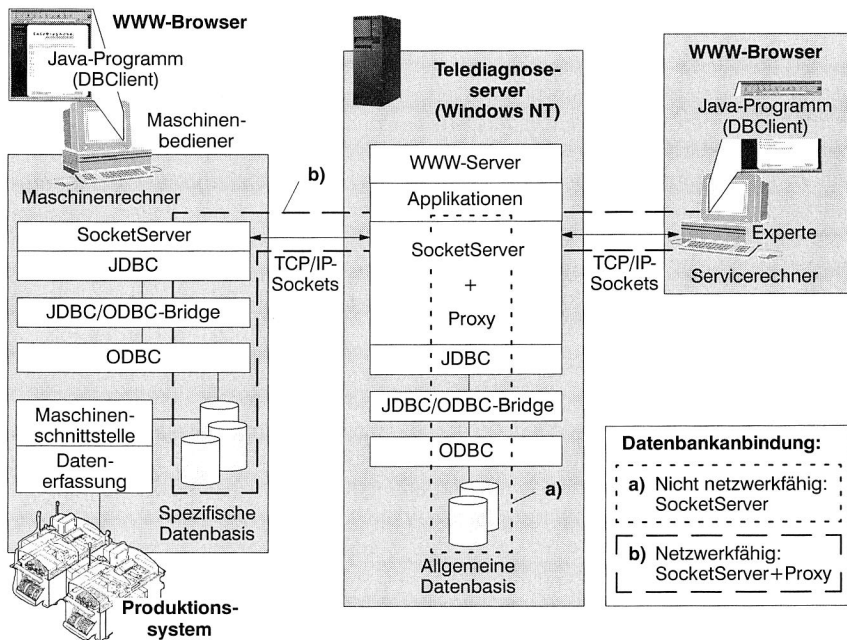 WWW-Browser
Java-Programm
(DBClient)
Maschinen-
bediener
Maschinenrechner
SocketServer
JDBC
JDBC/ODBC-Bridge
ODBC
Maschinen-
schnittstelle
Daten-
erfassung
Spezifische
Datenbasis
Produktions-
system
b)
TCP/IP-
Sockets
Telediagnose-
server
(Windows NT)
WWW-Server
Applikationen
SocketServer
+
Proxy
JDBC
JDBC/ODBC-Bridge
ODBC
a)
Allgemeine
Datenbasis
TCP/IP-
Sockets
WWW-Browser
Java-Programm
(DBClient)
Experte
Servicerechner
Datenbankanbindung:
a) Nicht netzwerkfähig:
SocketServer
b) Netzwerkfähig:
SocketServer+Proxy